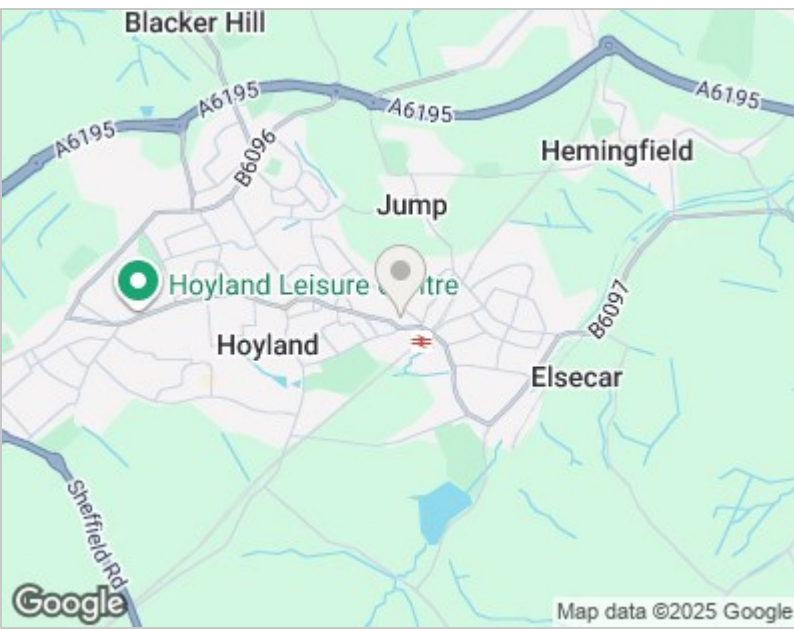 Blacker Hill
A6195
A6195
A6195
A6195
B6096
Hemingfield
Jump
Hoyland Leisure Centre
B6097
Hoyland
Elsecar
Sheffield Rd
Google
Map data ©2025 Google